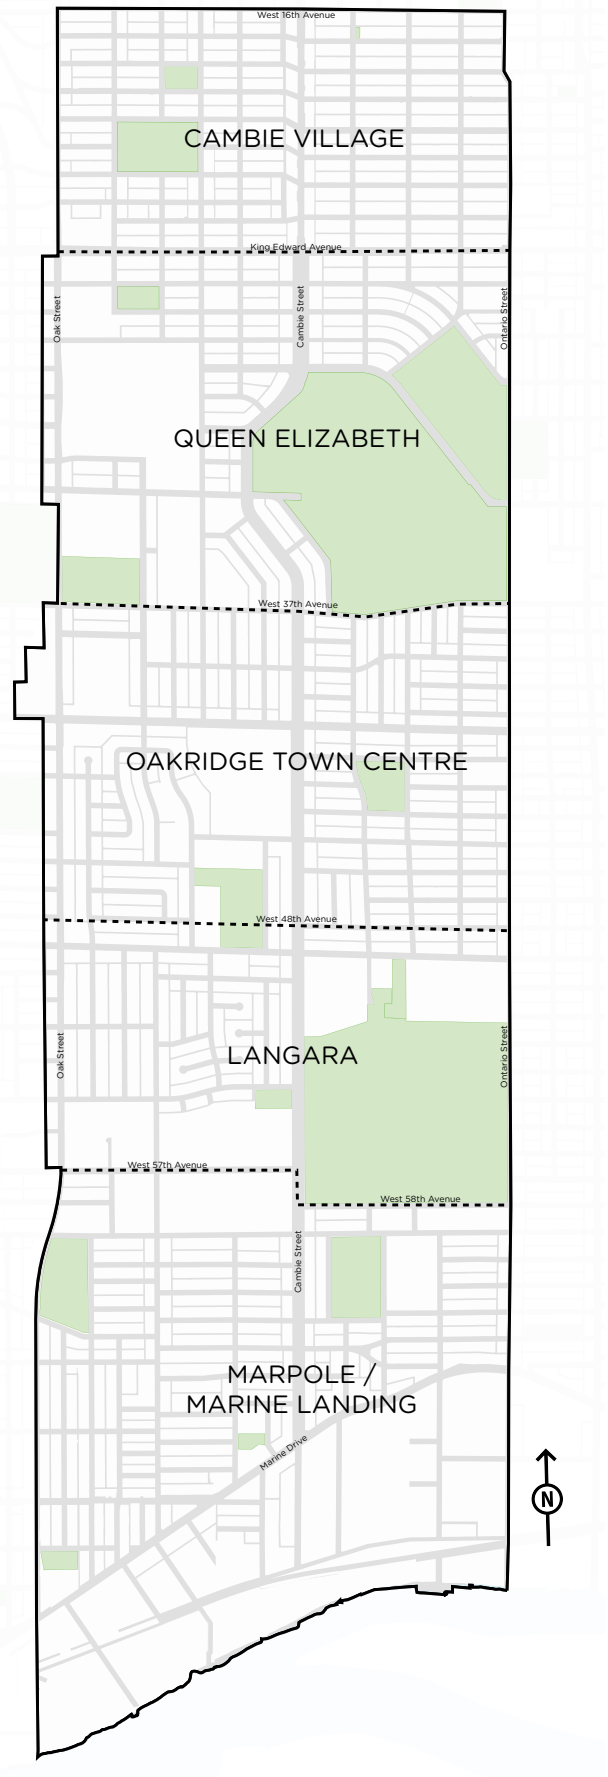 West 16th Avenue
CAMBIE VILLAGE
King Edward Avenue
Oak Street
Cambie Street
Ontario Street
QUEEN ELIZABETH
West 37th Avenue
OAKRIDGE TOWN CENTRE
West 48th Avenue
Oak Street
LANGARA
Ontario Street
West 57th Avenue
West 58th Avenue
Cambie Street
MARPOLE /
MARINE LANDING
Marine Drive
N